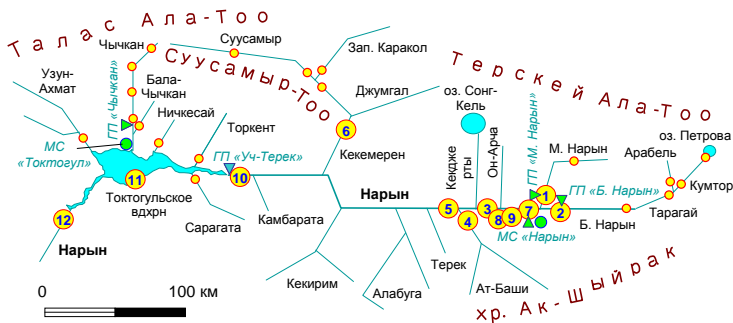 Талас Ала-Тоо
Суусамыр
Чычкан
Зап. Каракол
Суусамыр-Тоо
Терскей Ала-Тоо
Узун-
Ахмат
ГП «Чычкан»
Бала-
Чычкан
Джумгал
оз. Сонг-
Кель
Ничкесай
МС
«Токтогул»
Торкент
ГП «Уч-Терек»
6
Кекемерен
Кекдже
рты
Он-Арча
ГП «М. Нарын»
М. Нарын
Арабель
оз. Петрова
ГП «Б. Нарын»
Кумтор
Тарагай
11
10
Токтогульское
вдхрн
12
Нарын
Сарагата
Камбарата
Нарын
5
4
3
8
9
7
1
2
Б. Нарын
МС «Нарын»
Терек
Кекирим
Алабуга
Ат-Баши
хр. Ак-Шыйрак
0
100 км